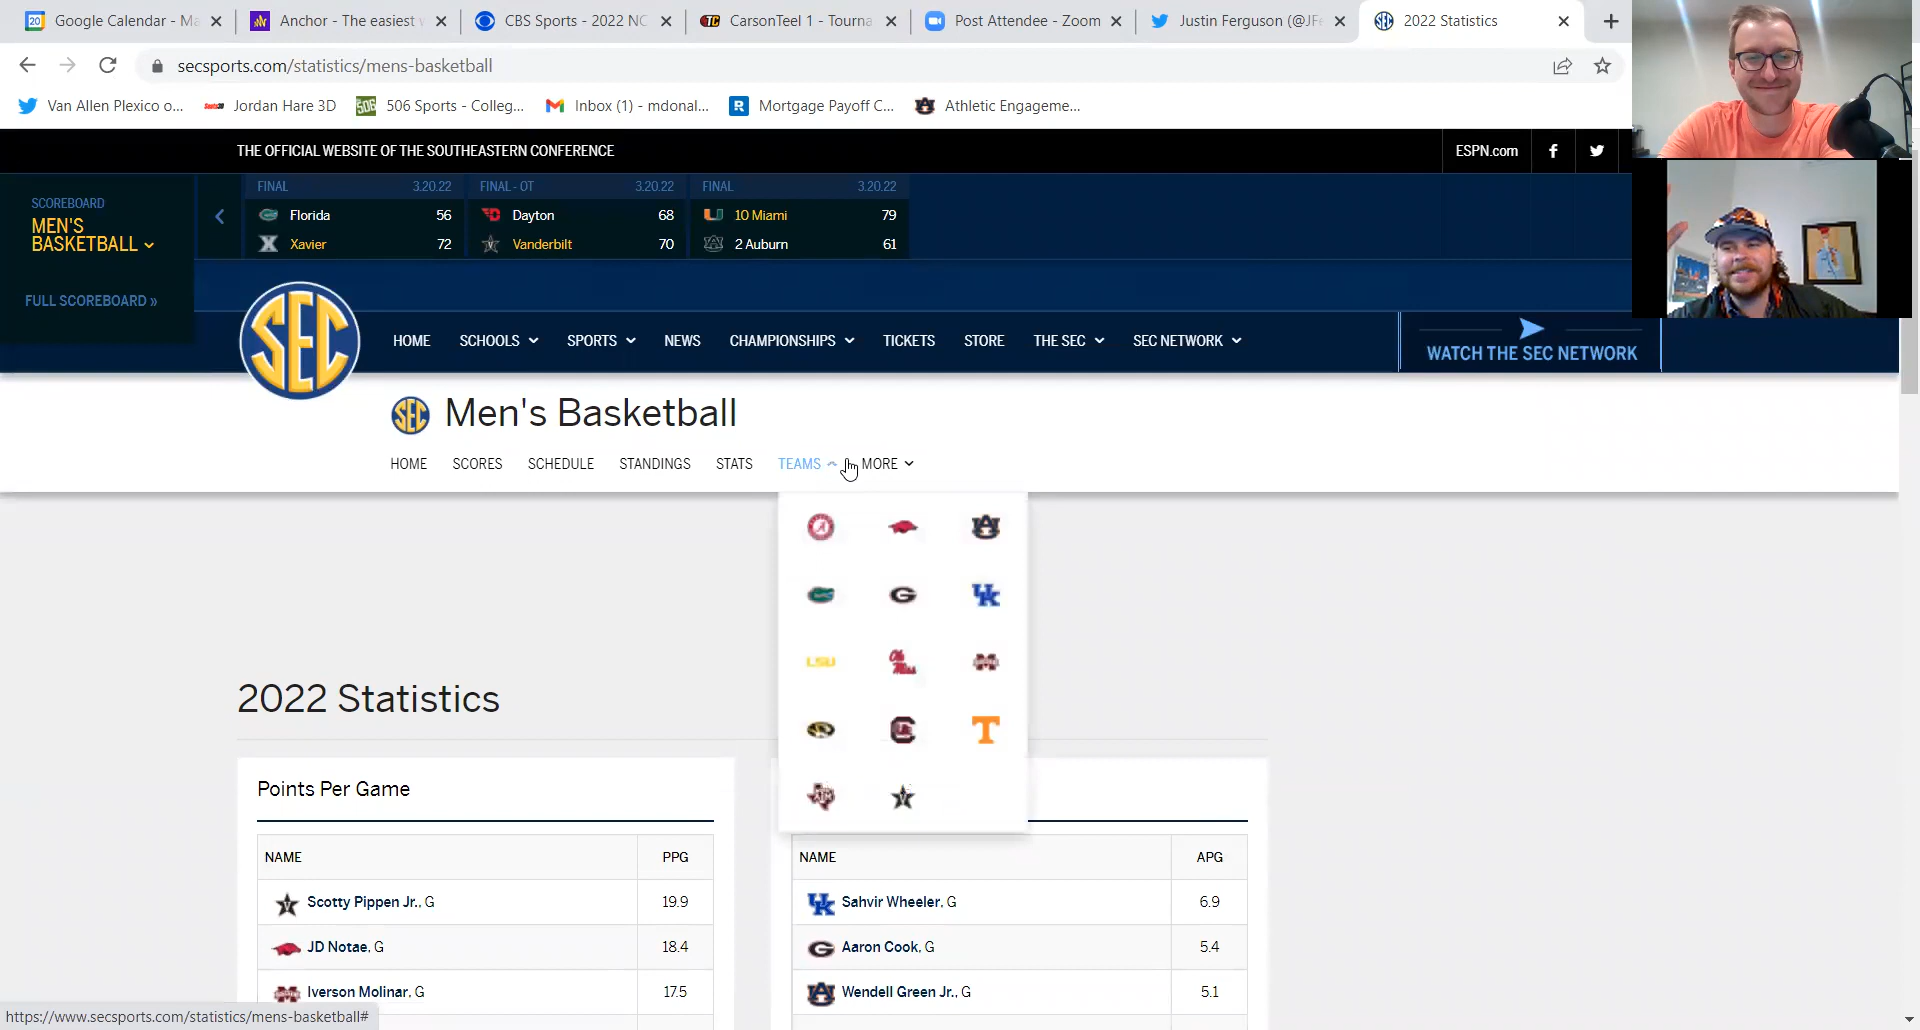 20 Google Calendar - Ma
Anchor - The easiest w
CBS Sports - 2022 NC
CarsonTeel 1 - Tourna
Post Attendee - Zoom
Justin Ferguson (@JF
2022 Statistics
secsports.com/statistics/mens-basketball
Van Allen Plexico o...
Jordan Hare 3D
506 506 Sports - Colleg...
Inbox (1) - mdonal...
Mortgage Payoff C...
Athletic Engageme...
THE OFFICIAL WEBSITE OF THE SOUTHEASTERN CONFERENCE
ESPN.com
SCOREBOARD
MEN'S
BASKETBALL
FULL SCOREBOARD »
FINAL 3.20.22
Florida 56
Xavier 72
FINAL - OT 3.20.22
Dayton 68
Vanderbilt 70
FINAL 3.20.22
10 Miami 79
2 Auburn 61
SEC
HOME SCHOOLS SPORTS NEWS CHAMPIONSHIPS TICKETS STORE THE SEC SEC NETWORK
WATCH THE SEC NETWORK
SEC Men's Basketball
HOME SCORES SCHEDULE STANDINGS STATS TEAMS MORE
LSU
Ole Miss
2022 Statistics
Points Per Game
NAME PPG
Scotty Pippen Jr., G 19.9
JD Notae, G 18.4
Iverson Molinar, G 17.5
NAME APG
Sahvir Wheeler, G 6.9
Aaron Cook, G 5.4
Wendell Green Jr., G 5.1
https://www.secsports.com/statistics/mens-basketball#